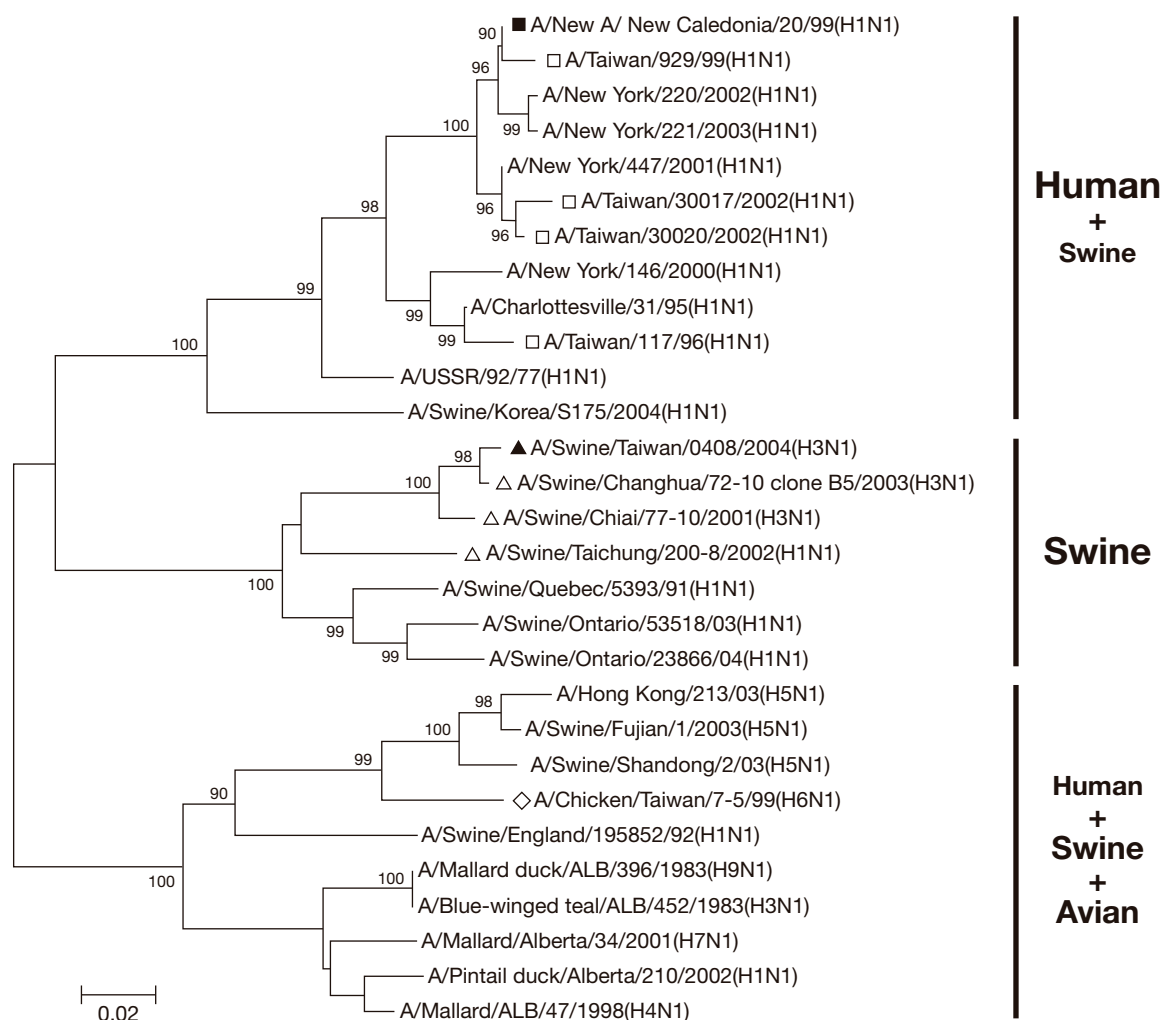 90
A/New A/ New Caledonia/20/99(H1N1)
A/Taiwan/929/99(H1N1)
96
A/New York/220/2002(H1N1)
99
A/New York/221/2003(H1N1)
100
A/New York/447/2001(H1N1)
Human
+
Swine
96
A/Taiwan/30017/2002(H1N1)
98
96
A/Taiwan/30020/2002(H1N1)
A/New York/146/2000(H1N1)
99
99
A/Charlottesville/31/95(H1N1)
99
A/Taiwan/117/96(H1N1)
100
A/USSR/92/77(H1N1)
A/Swine/Korea/S175/2004(H1N1)
98
A/Swine/Taiwan/0408/2004(H3N1)
100
A/Swine/Changhua/72-10 clone B5/2003(H3N1)
A/Swine/Chiai/77-10/2001(H3N1)
A/Swine/Taichung/200-8/2002(H1N1)
Swine
100
A/Swine/Quebec/5393/91(H1N1)
99
A/Swine/Ontario/53518/03(H1N1)
99
A/Swine/Ontario/23866/04(H1N1)
98
A/Hong Kong/213/03(H5N1)
100
A/Swine/Fujian/1/2003(H5N1)
99
A/Swine/Shandong/2/03(H5N1)
90
A/Chicken/Taiwan/7-5/99(H6N1)
A/Swine/England/195852/92(H1N1)
Human
+
Swine
+
Avian
100
100
A/Mallard duck/ALB/396/1983(H9N1)
A/Blue-winged teal/ALB/452/1983(H3N1)
A/Mallard/Alberta/34/2001(H7N1)
A/Pintail duck/Alberta/210/2002(H1N1)
A/Mallard/ALB/47/1998(H4N1)
0.02